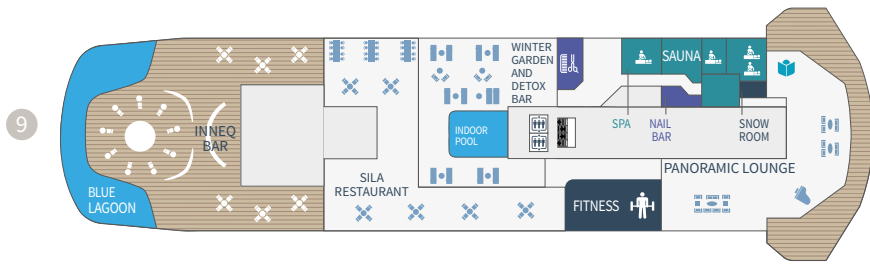 9
BLUE
LAGOON
INNEQ
BAR
SILA
RESTAURANT
INDOOR
POOL
WINTER
GARDEN
AND
DETOX
BAR
SAUNA
SPA
NAIL
BAR
SNOW
ROOM
PANORAMIC LOUNGE
FITNESS